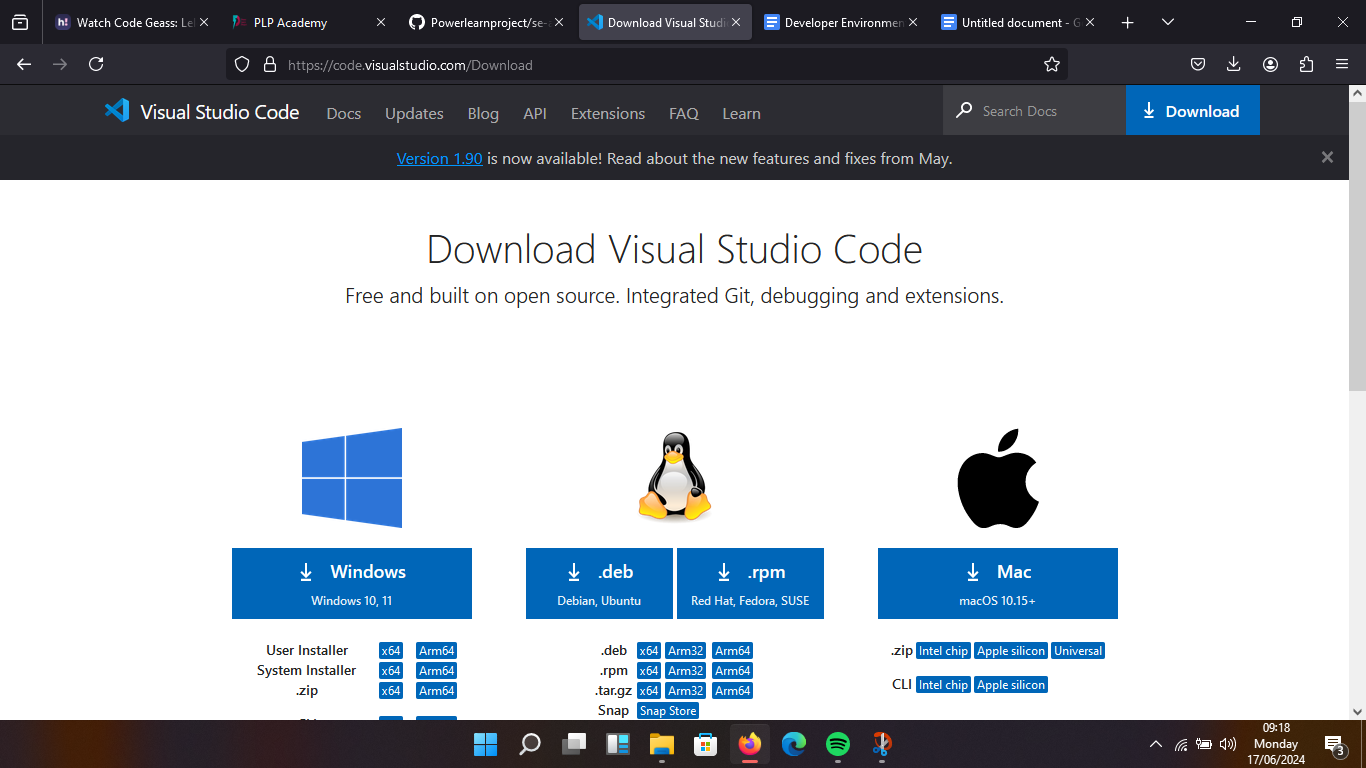 Watch Code Geass: Lel
PLP Academy
Powerlearnproject/se-
Download Visual Studi
Developer Environmen
Untitled document - G
https://code.visualstudio.com/Download
Visual Studio Code Docs Updates Blog API Extensions FAQ Learn Search Docs Download
Version 1.90 is now available! Read about the new features and fixes from May.
Download Visual Studio Code
Free and built on open source. Integrated Git, debugging and extensions.
Windows
Windows 10, 11
.deb
Debian, Ubuntu
.rpm
Red Hat, Fedora, SUSE
Mac
macOS 10.15+
User Installer x64 Arm64
System Installer x64 Arm64
.zip x64 Arm64
.deb x64 Arm32 Arm64
.rpm x64 Arm32 Arm64
.tar.gz x64 Arm32 Arm64
Snap Snap Store
.zip Intel chip Apple silicon Universal
CLI Intel chip Apple silicon
09:18
Monday
17/06/2024
3